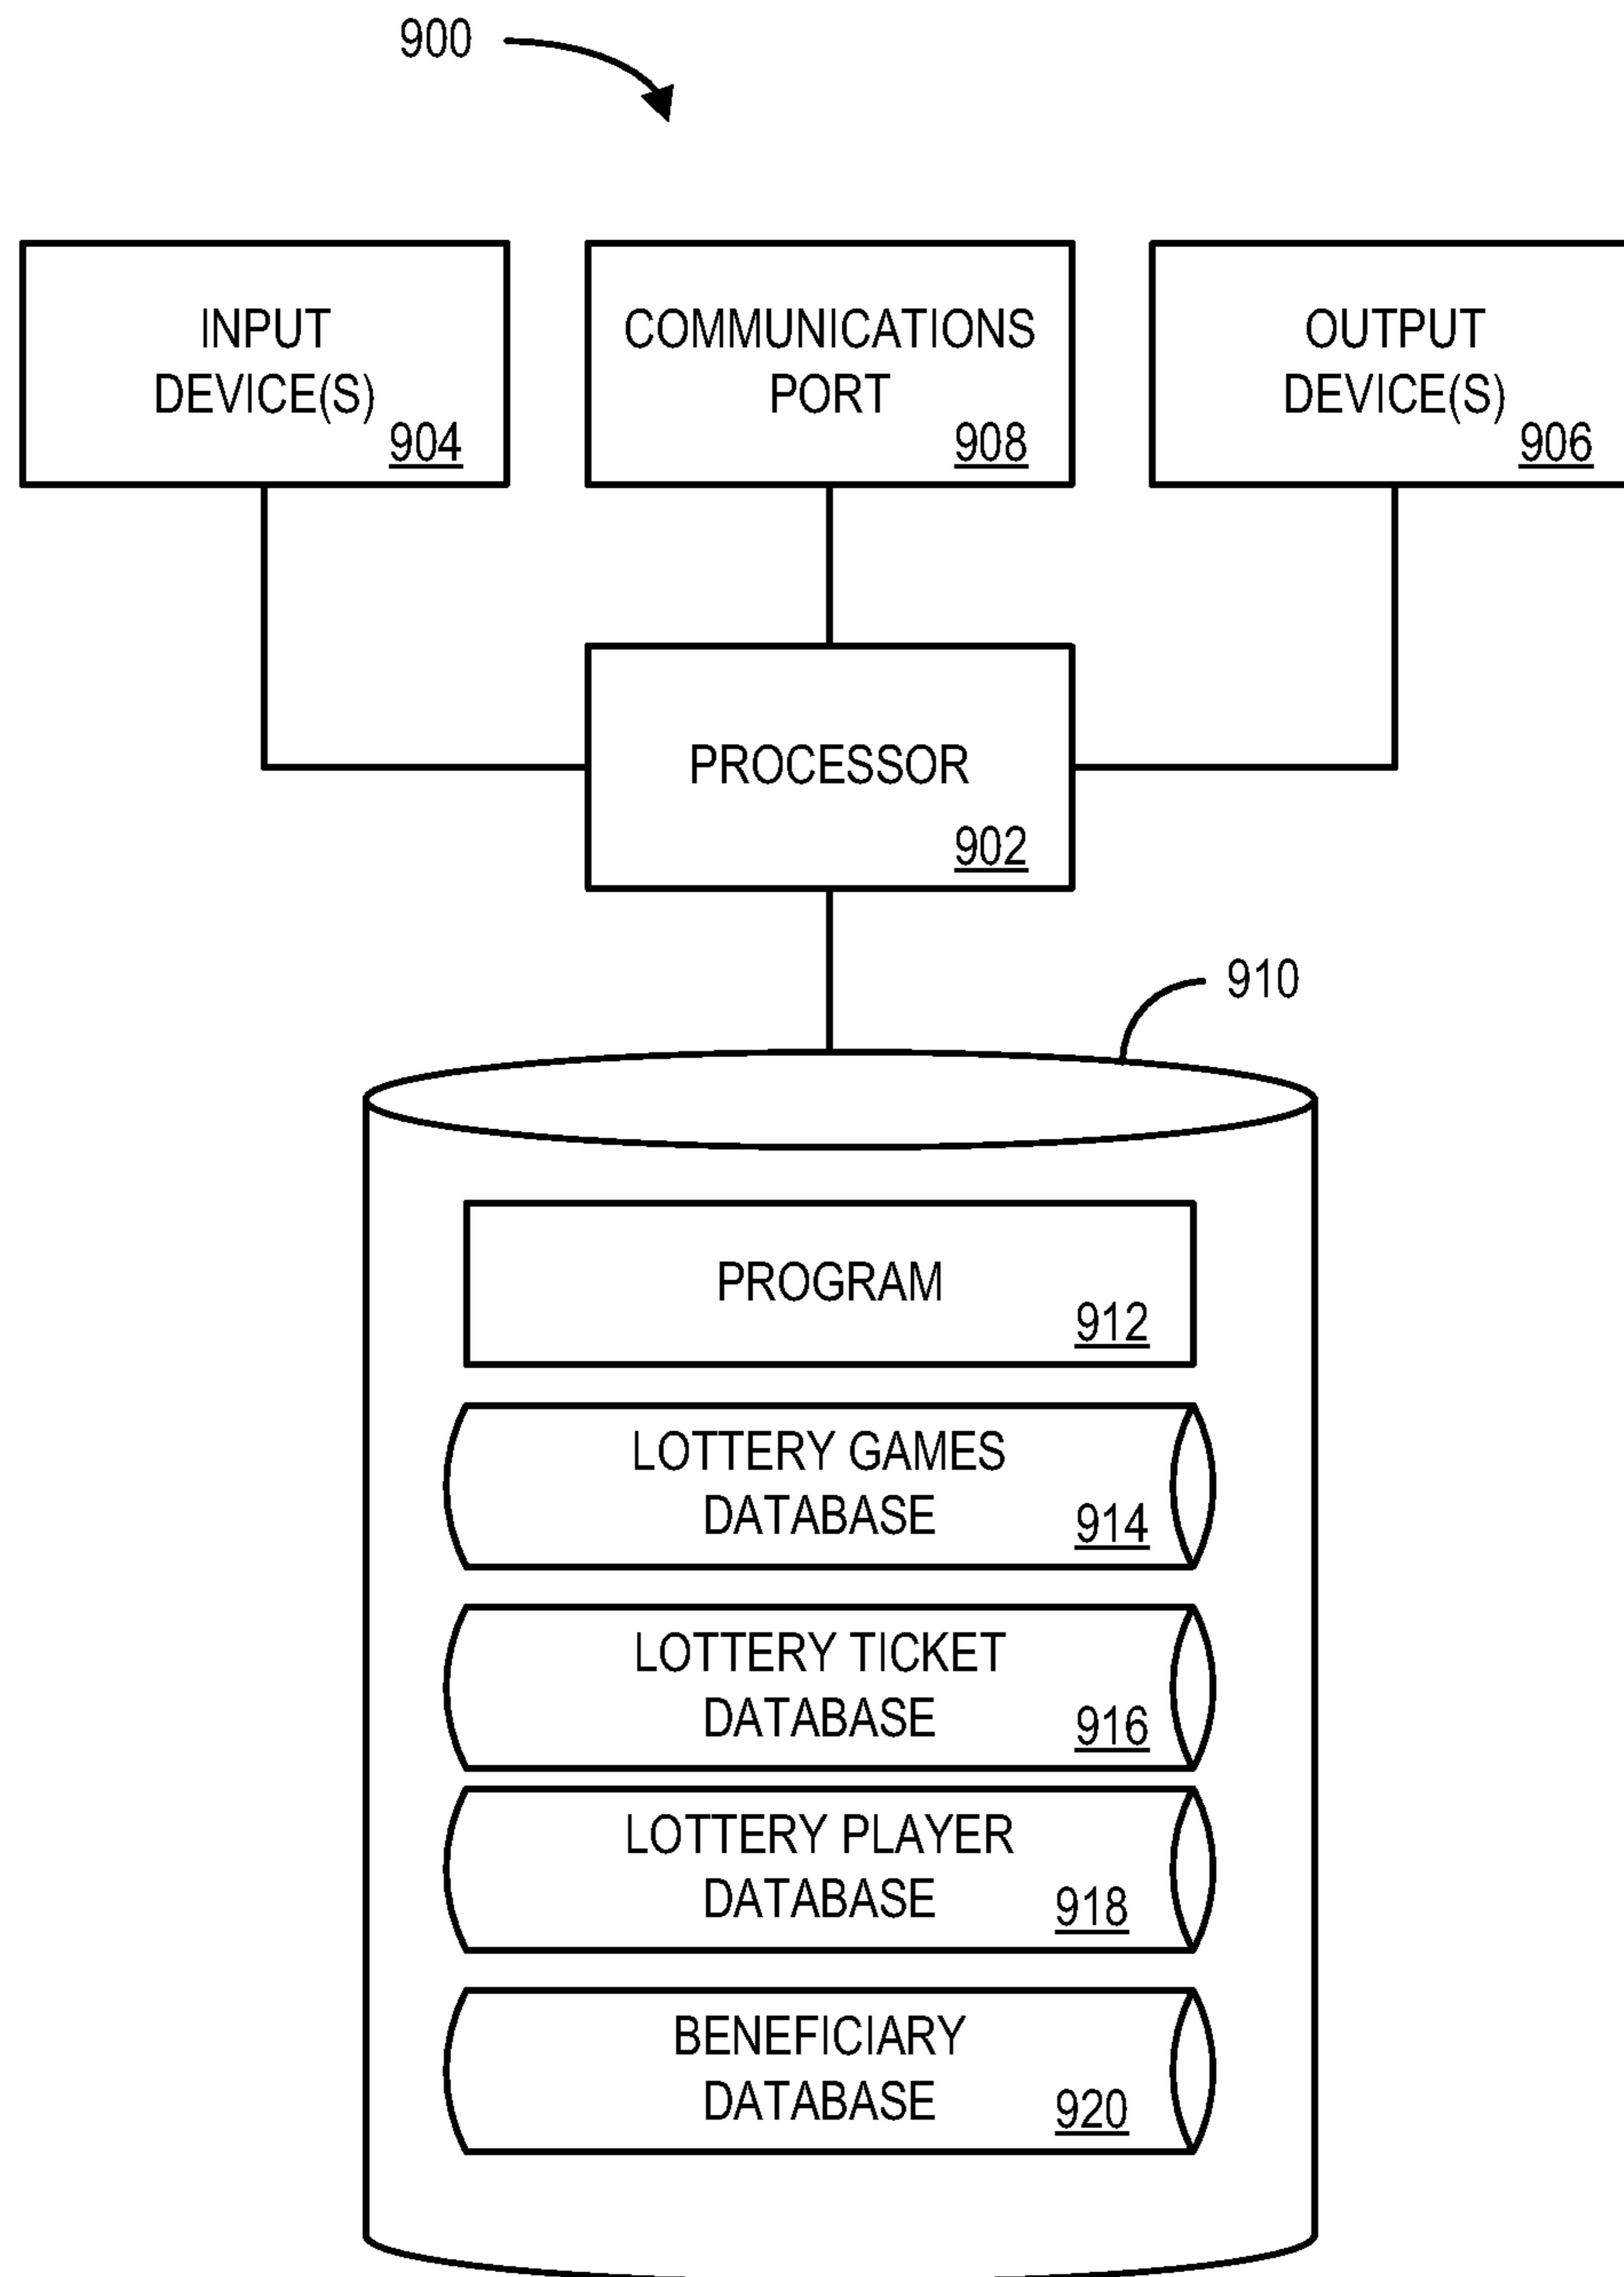 900
INPUT
DEVICE(S)
904
COMMUNICATIONS
PORT
908
OUTPUT
DEVICE(S)
906
PROCESSOR
902
910
PROGRAM
912
LOTTERY GAMES
DATABASE
914
LOTTERY TICKET
DATABASE
916
LOTTERY PLAYER
DATABASE
918
BENEFICIARY
DATABASE
920